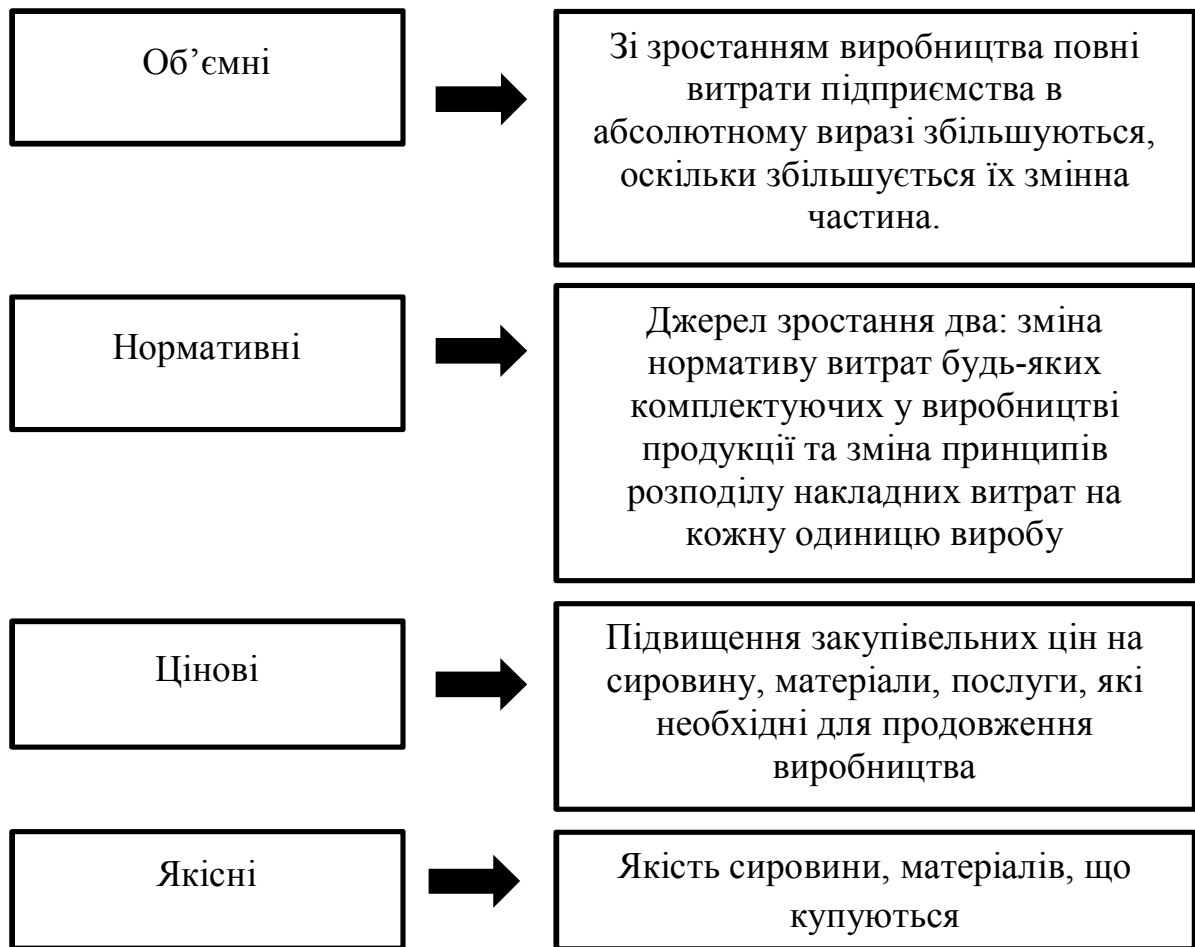 Об’ємні
Зі зростанням виробництва повні
витрати підприємства в
абсолютному виразі збільшуються,
оскільки збільшується їх змінна
частина.
Нормативні
Джерел зростання два: зміна
нормативу витрат будь-яких
комплектуючих у виробництві
продукції та зміна принципів
розподілу накладних витрат на
кожну одиницю виробу
Цінові
Підвищення закупівельних цін на
сировину, матеріали, послуги, які
необхідні для продовження
виробництва
Якісні
Якість сировини, матеріалів, що
купуються